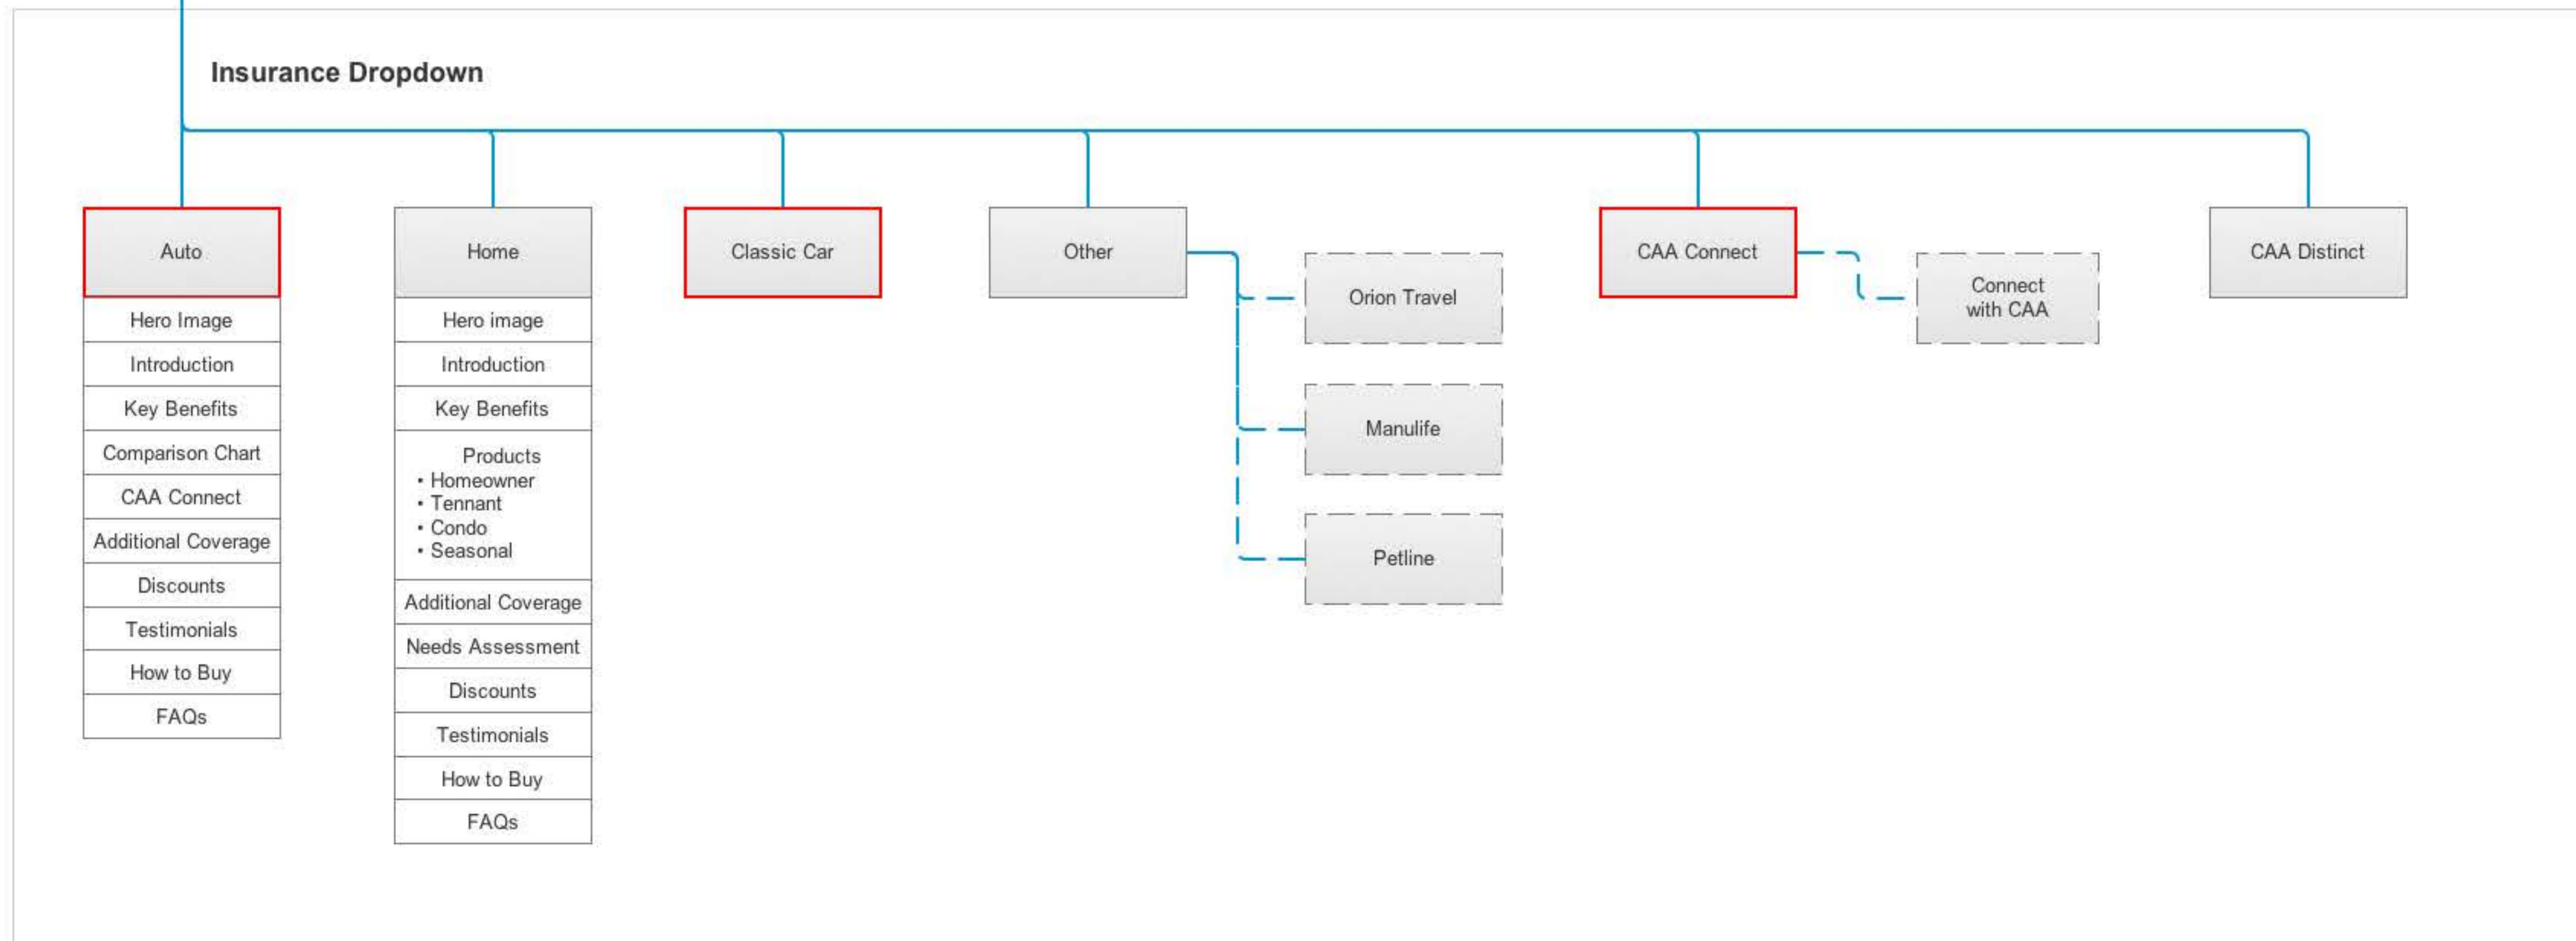 Insurance Dropdown
Auto
Hero Image
Introduction
Key Benefits
Comparison Chart
CAA Connect
Additional Coverage
Discounts
Testimonials
How to Buy
FAQs
Home
Hero image
Introduction
Key Benefits
Products
• Homeowner
• Tennant
• Condo
• Seasonal
Additional Coverage
Needs Assessment
Discounts
Testimonials
How to Buy
FAQs
Classic Car
Other
Orion Travel
Manulife
Petline
CAA Connect
Connect
with CAA
CAA Distinct